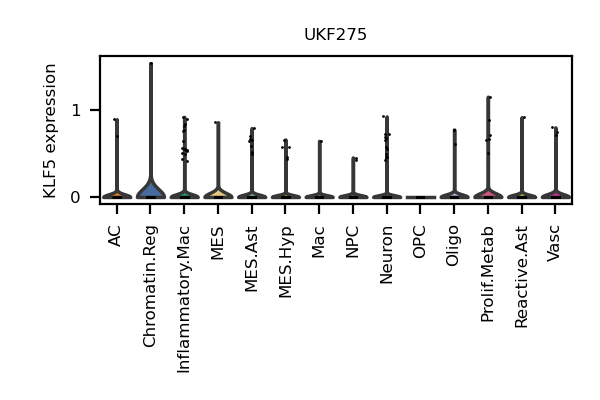 UKF275
KLF5 expression
1
0
AC
Chromatin.Reg
Inflammatory.Mac
MES
MES.Ast
MES.Hyp
Mac
NPC
Neuron
OPC
Oligo
Prolif.Metab
Reactive.Ast
Vasc